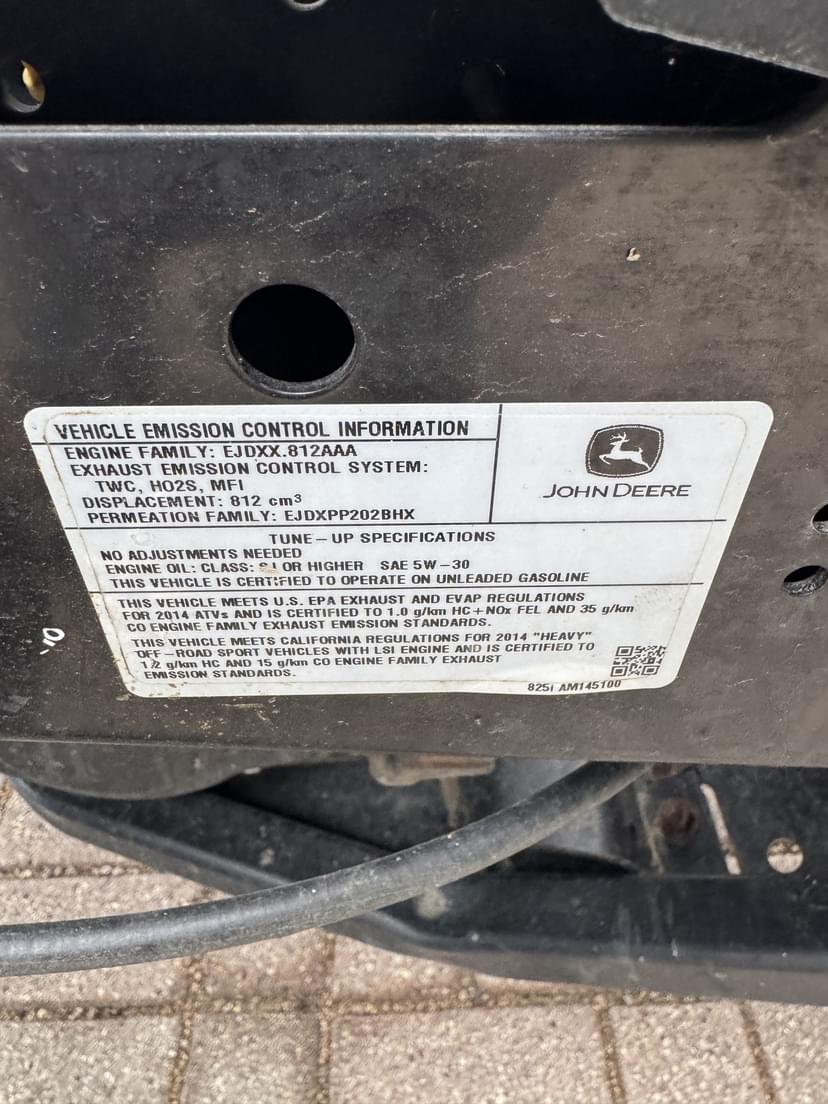 VEHICLE EMISSION CONTROL INFORMATION
ENGINE FAMILY: EJDXX.812AAA
EXHAUST EMISSION CONTROL SYSTEM:
TWC, HO2S, MFI
DISPLACEMENT: 812 cm³
PERMEATION FAMILY: EJDXPP202BHX
JOHN DEERE
TUNE-UP SPECIFICATIONS
NO ADJUSTMENTS NEEDED
ENGINE OIL: CLASS: OR HIGHER SAE 5W-30
THIS VEHICLE IS CERTIFIED TO OPERATE ON UNLEADED GASOLINE
THIS VEHICLE MEETS U.S. EPA EXHAUST AND EVAP REGULATIONS
FOR 2014 ATVs AND IS CERTIFIED TO 1.0 g/km HC+NOx FEL AND 35 g/km
CO ENGINE FAMILY EXHAUST EMISSION STANDARDS.
THIS VEHICLE MEETS CALIFORNIA REGULATIONS FOR 2014 "HEAVY"
OFF-ROAD SPORT VEHICLES WITH LSI ENGINE AND IS CERTIFIED TO
1.2 g/km HC AND 15 g/km CO ENGINE FAMILY EXHAUST
EMISSION STANDARDS.
825i AM145100